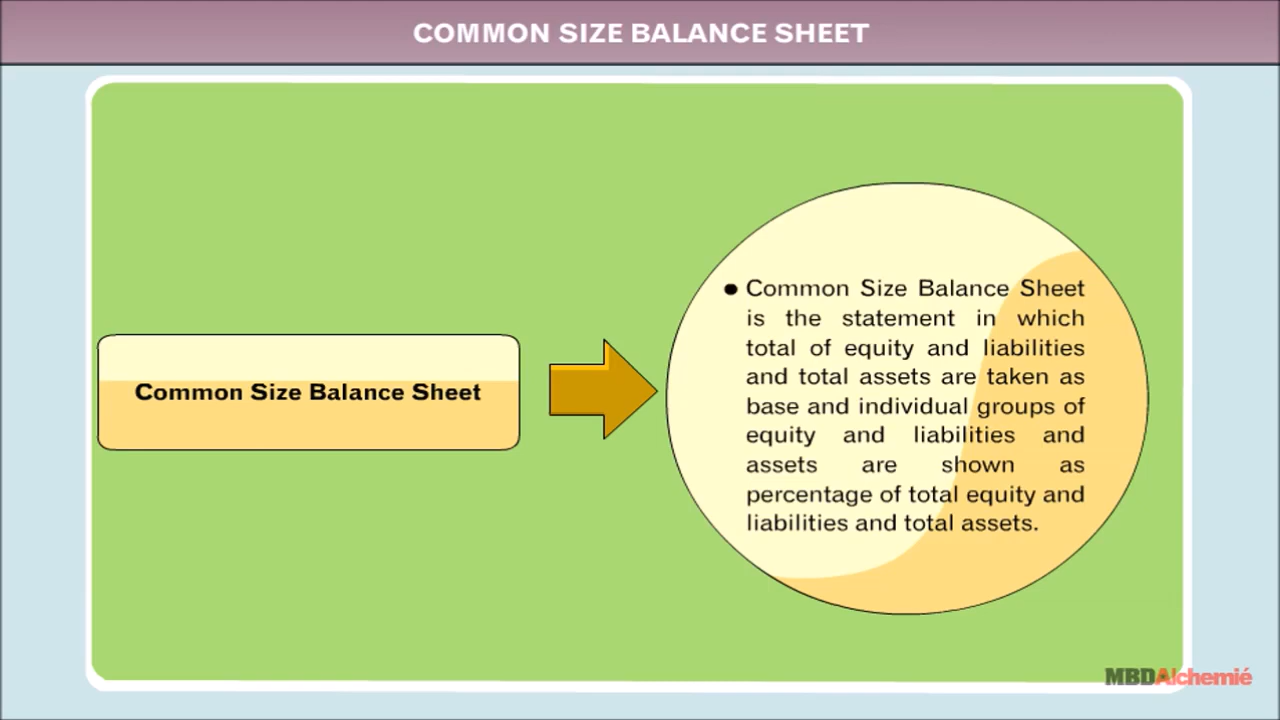 COMMON SIZE BALANCE SHEET
Common Size Balance Sheet
● Common Size Balance Sheet
is the statement in which
total of equity and liabilities
and total assets are taken as
base and individual groups of
equity and liabilities and
assets are shown as
percentage of total equity and
liabilities and total assets.
MBDAlchemié